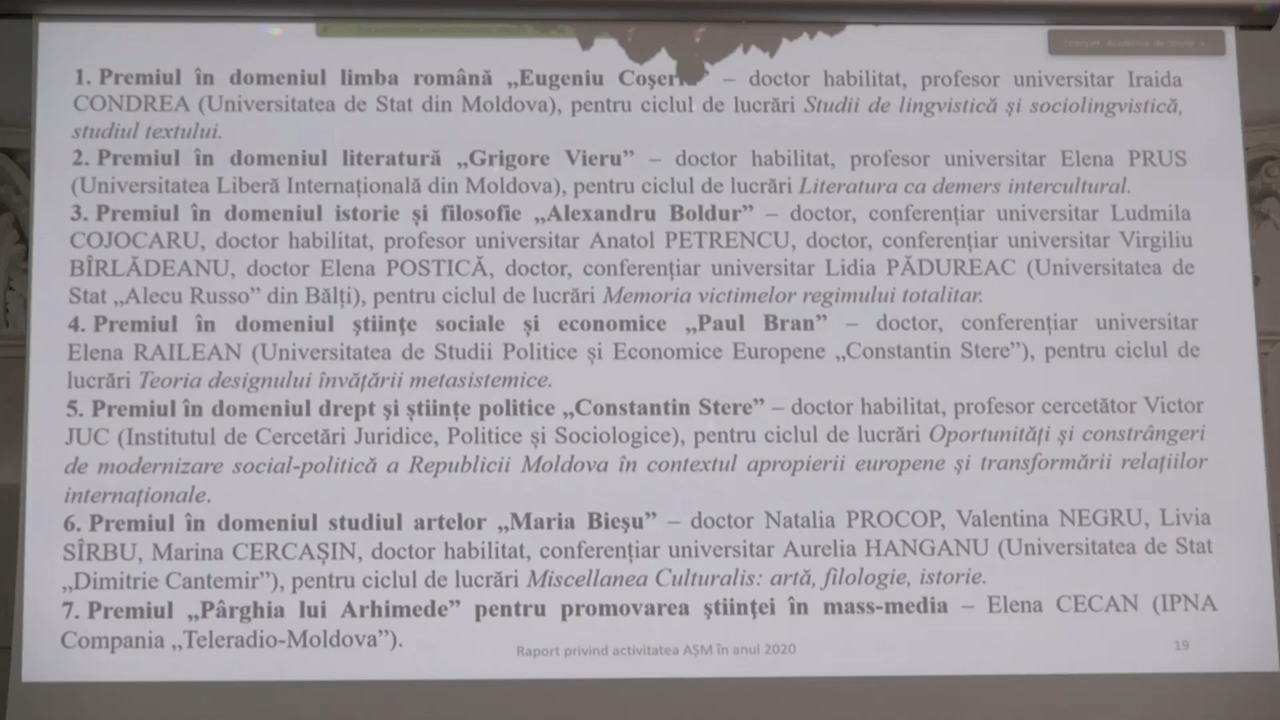 1. Premiul în domeniul limba română „Eugeniu – doctor habilitat, profesor universitar Iraida
CONDREA (Universitatea de Stat din Moldova), pentru ciclul de lucrări Studii de lingvistică și sociolingvistică,
studiul textului.
2. Premiul în domeniul literatură „Grigore Vieru” – doctor habilitat, profesor universitar Elena PRUS
(Universitatea Liberă Internațională din Moldova), pentru ciclul de lucrări Literatura ca demers intercultural.
3. Premiul în domeniul istorie și filosofie „Alexandru Boldur” – doctor, conferențiar universitar Ludmila
COJOCARU, doctor habilitat, profesor universitar Anatol PETRENCU, doctor, conferențiar universitar Virgiliu
BÎRLĂDEANU, doctor Elena POSTICĂ, doctor, conferențiar universitar Lidia PĂDUREAC (Universitatea de
Stat „Alecu Russo” din Bălți), pentru ciclul de lucrări Memoria victimelor regimului totalitar.
4. Premiul în domeniul științe sociale și economice „Paul Bran” – doctor, conferențiar universitar
Elena RAILEAN (Universitatea de Studii Politice și Economice Europene „Constantin Stere”), pentru ciclul de
lucrări Teoria designului învățării metasistemice.
5. Premiul în domeniul drept și științe politice „Constantin Stere” – doctor habilitat, profesor cercetător Victor
JUC (Institutul de Cercetări Juridice, Politice și Sociologice), pentru ciclul de lucrări Oportunități și constrângeri
de modernizare social-politică a Republicii Moldova în contextul apropierii europene și transformării relațiilor
internaționale.
6. Premiul în domeniul studiul artelor „Maria Bieșu” – doctor Natalia PROCOP, Valentina NEGRU, Livia
SÎRBU, Marina CERCAȘIN, doctor habilitat, conferențiar universitar Aurelia HANGANU (Universitatea de Stat
„Dimitrie Cantemir”), pentru ciclul de lucrări Miscellanea Culturalis: artă, filologie, istorie.
7. Premiul „Pârghia lui Arhimede” pentru promovarea științei în mass-media – Elena CECAN (IPNA
Compania „Teleradio-Moldova”).
Raport privind activitatea AȘM în anul 2020
19